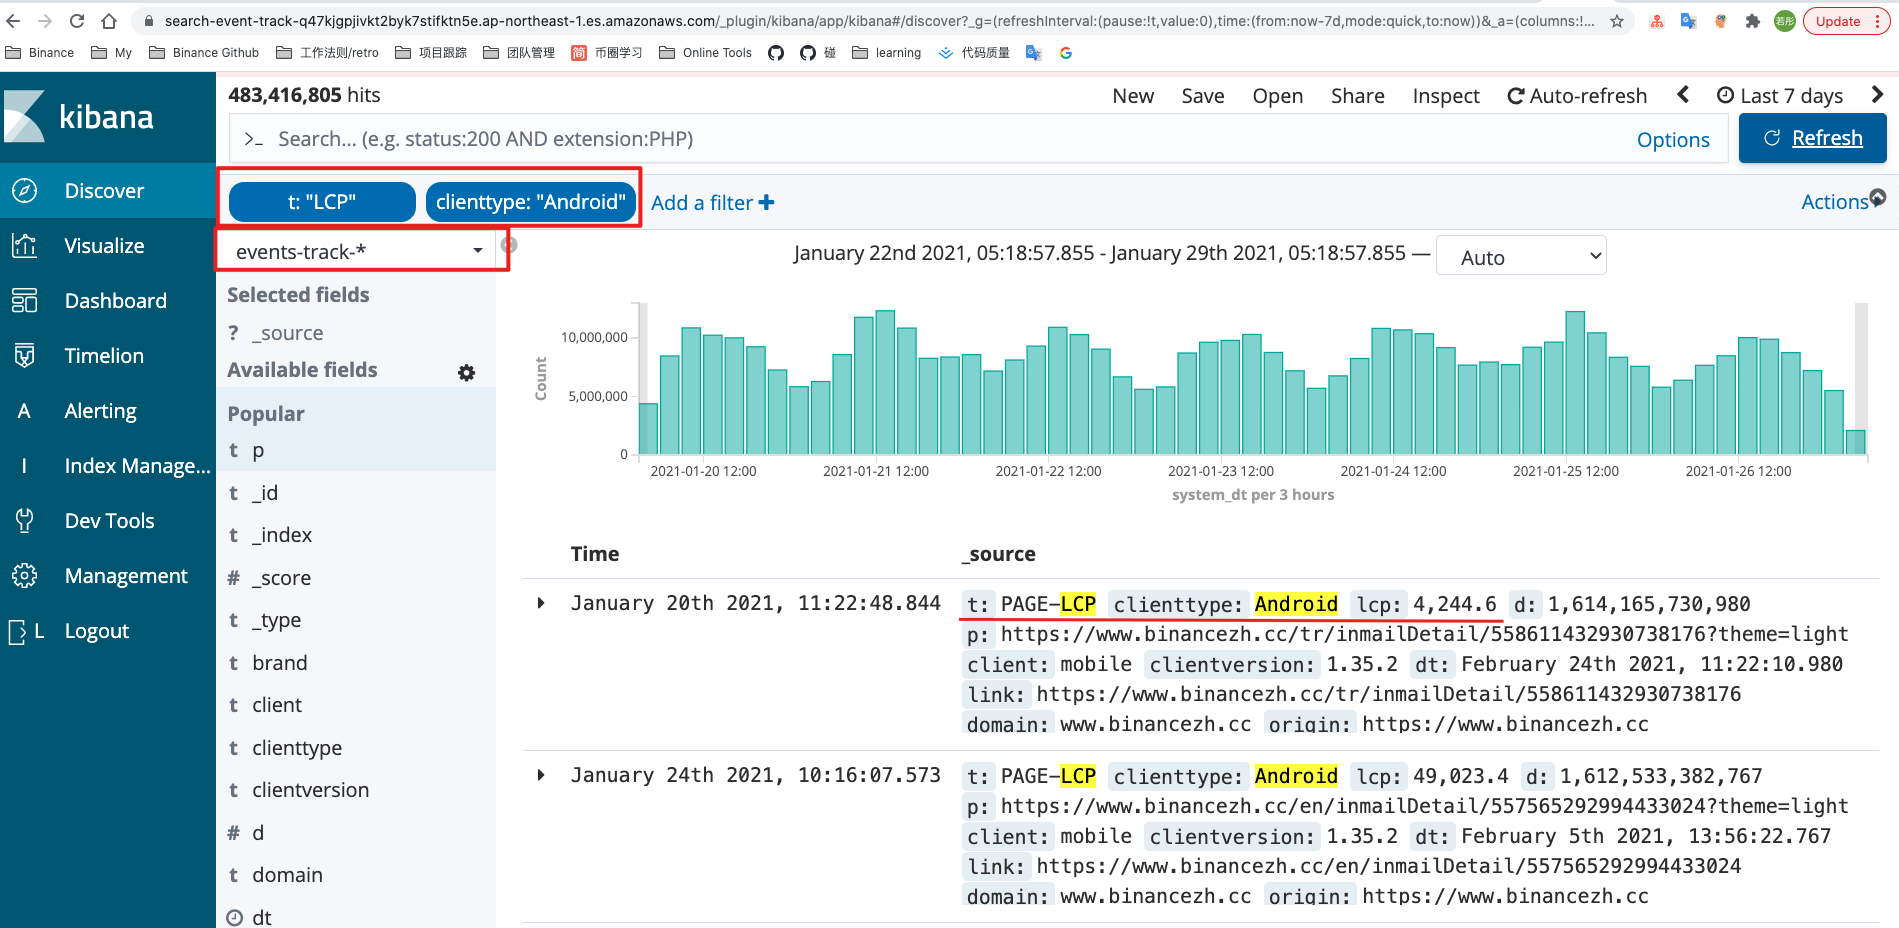 search-event-track-q47kjgpjivkt2byk7stifktn5e.ap-northeast-1.es.amazonaws.com/_plugin/kibana/app/kibana#/discover?_g=(refreshInterval:(pause:!t,value:0),time:(from:now-7d,mode:quick,to:now))&_a=(columns:!... 若彤 Update
Binance My Binance Github 工作法则/retro 项目跟踪 团队管理 简 币圈学习 Online Tools 碰 learning 代码质量
kibana
Discover
Visualize
Dashboard
Timelion
A Alerting
I Index Manage...
Dev Tools
Management
L Logout
483,416,805 hits
New Save Open Share Inspect Auto-refresh Last 7 days
>_ Search... (e.g. status:200 AND extension:PHP) Options Refresh
t: "LCP" clienttype: "Android" Add a filter + Actions
events-track-*
Selected fields
? _source
Available fields
Popular
t p
t _id
t _index
# _score
t _type
t brand
t client
t clienttype
t clientversion
# d
t domain
dt
January 22nd 2021, 05:18:57.855 - January 29th 2021, 05:18:57.855 — Auto
Count
10,000,000
5,000,000
0
2021-01-20 12:00 2021-01-21 12:00 2021-01-22 12:00 2021-01-23 12:00 2021-01-24 12:00 2021-01-25 12:00 2021-01-26 12:00
system_dt per 3 hours
Time _source
January 20th 2021, 11:22:48.844 t: PAGE-LCP clienttype: Android lcp: 4,244.6 d: 1,614,165,730,980
p: https://www.binancezh.cc/tr/inmailDetail/558611432930738176?theme=light
client: mobile clientversion: 1.35.2 dt: February 24th 2021, 11:22:10.980
link: https://www.binancezh.cc/tr/inmailDetail/558611432930738176
domain: www.binancezh.cc origin: https://www.binancezh.cc
January 24th 2021, 10:16:07.573 t: PAGE-LCP clienttype: Android lcp: 49,023.4 d: 1,612,533,382,767
p: https://www.binancezh.cc/en/inmailDetail/557565292994433024?theme=light
client: mobile clientversion: 1.35.2 dt: February 5th 2021, 13:56:22.767
link: https://www.binancezh.cc/en/inmailDetail/557565292994433024
domain: www.binancezh.cc origin: https://www.binancezh.cc